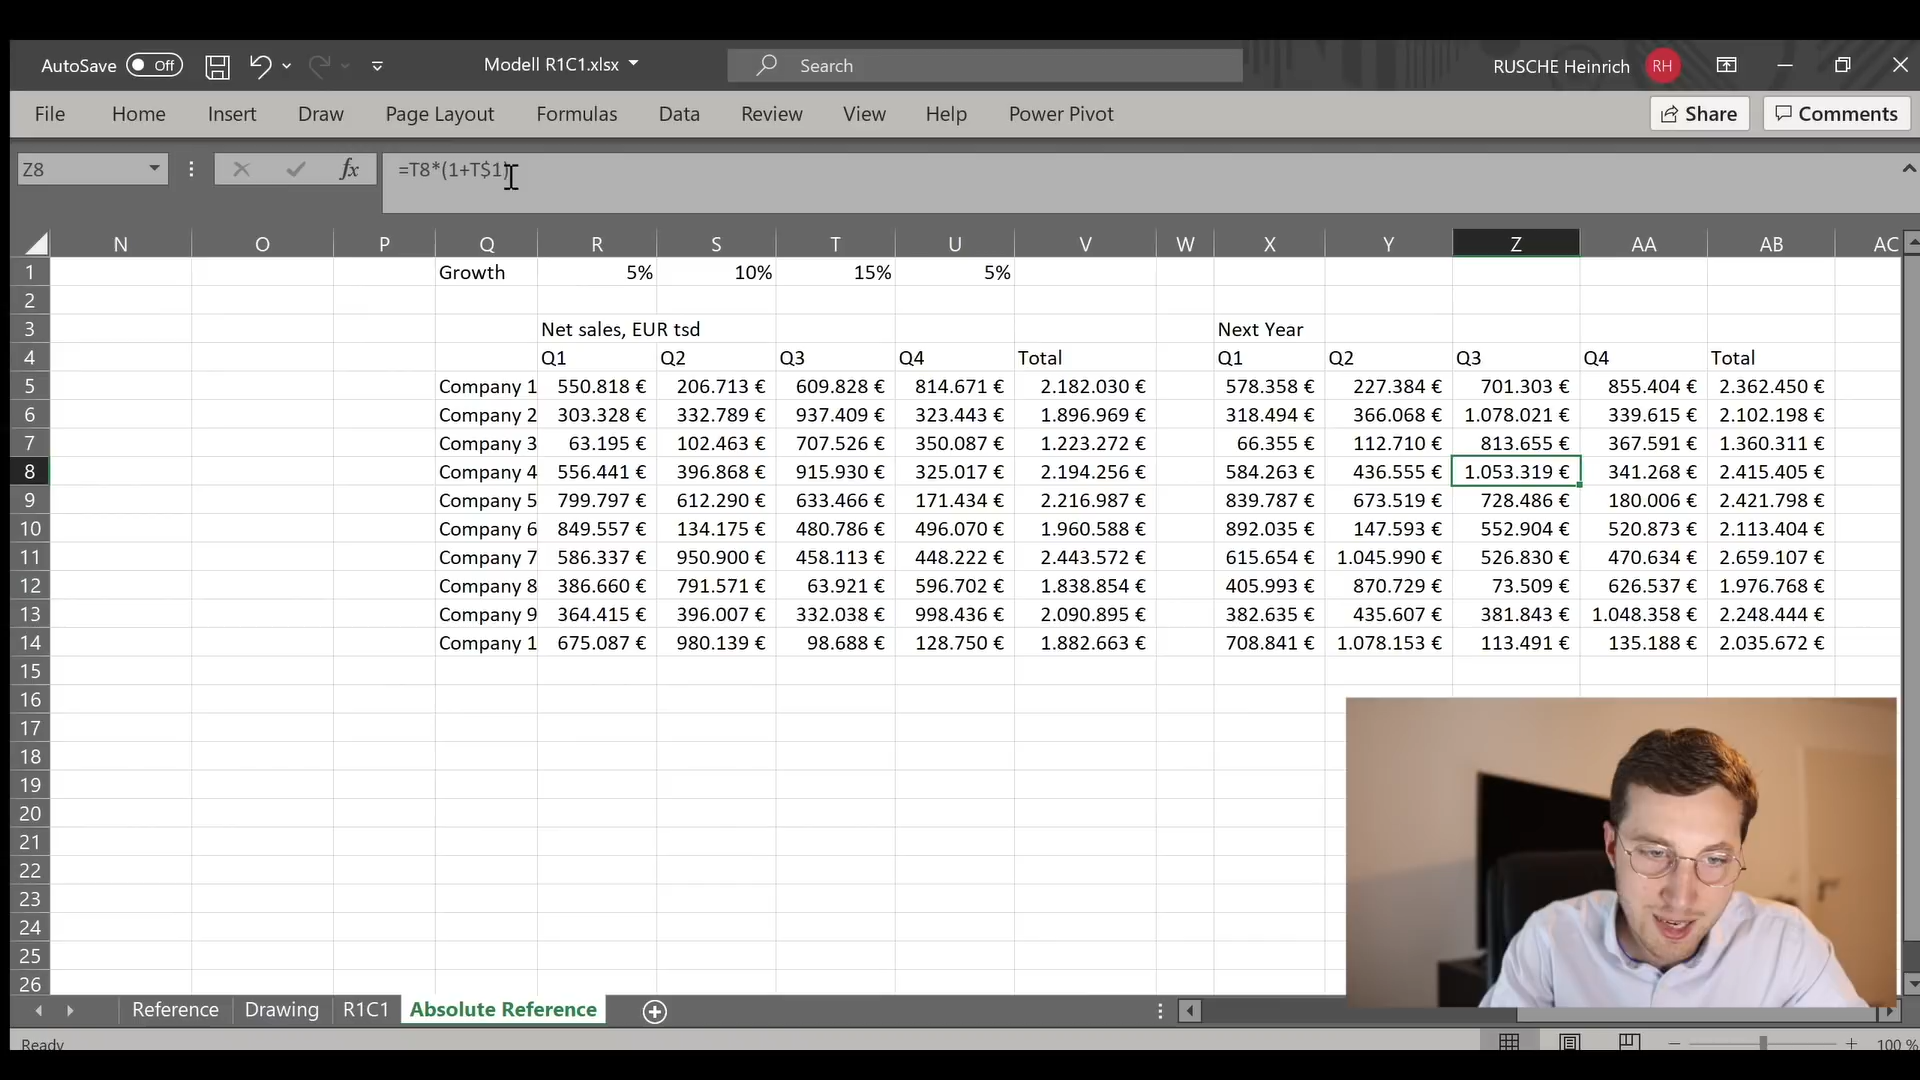 AutoSave Off Modell R1C1.xlsx Search RUSCHE Heinrich RH
File Home Insert Draw Page Layout Formulas Data Review View Help Power Pivot Share Comments
Z8 fx =T8*(1+T$1)
N O P Q R S T U V W X Y Z AA AB AC
1 Growth 5% 10% 15% 5%
2
3 Net sales, EUR tsd Next Year
4 Q1 Q2 Q3 Q4 Total Q1 Q2 Q3 Q4 Total
5 Company 1 550.818 € 206.713 € 609.828 € 814.671 € 2.182.030 € 578.358 € 227.384 € 701.303 € 855.404 € 2.362.450 €
6 Company 2 303.328 € 332.789 € 937.409 € 323.443 € 1.896.969 € 318.494 € 366.068 € 1.078.021 € 339.615 € 2.102.198 €
7 Company 3 63.195 € 102.463 € 707.526 € 350.087 € 1.223.272 € 66.355 € 112.710 € 813.655 € 367.591 € 1.360.311 €
8 Company 4 556.441 € 396.868 € 915.930 € 325.017 € 2.194.256 € 584.263 € 436.555 € 1.053.319 € 341.268 € 2.415.405 €
9 Company 5 799.797 € 612.290 € 633.466 € 171.434 € 2.216.987 € 839.787 € 673.519 € 728.486 € 180.006 € 2.421.798 €
10 Company 6 849.557 € 134.175 € 480.786 € 496.070 € 1.960.588 € 892.035 € 147.593 € 552.904 € 520.873 € 2.113.404 €
11 Company 7 586.337 € 950.900 € 458.113 € 448.222 € 2.443.572 € 615.654 € 1.045.990 € 526.830 € 470.634 € 2.659.107 €
12 Company 8 386.660 € 791.571 € 63.921 € 596.702 € 1.838.854 € 405.993 € 870.729 € 73.509 € 626.537 € 1.976.768 €
13 Company 9 364.415 € 396.007 € 332.038 € 998.436 € 2.090.895 € 382.635 € 435.607 € 381.843 € 1.048.358 € 2.248.444 €
14 Company 1 675.087 € 980.139 € 98.688 € 128.750 € 1.882.663 € 708.841 € 1.078.153 € 113.491 € 135.188 € 2.035.672 €
15
16
17
18
19
20
21
22
23
24
25
26
Reference Drawing R1C1 Absolute Reference
Ready 100 %